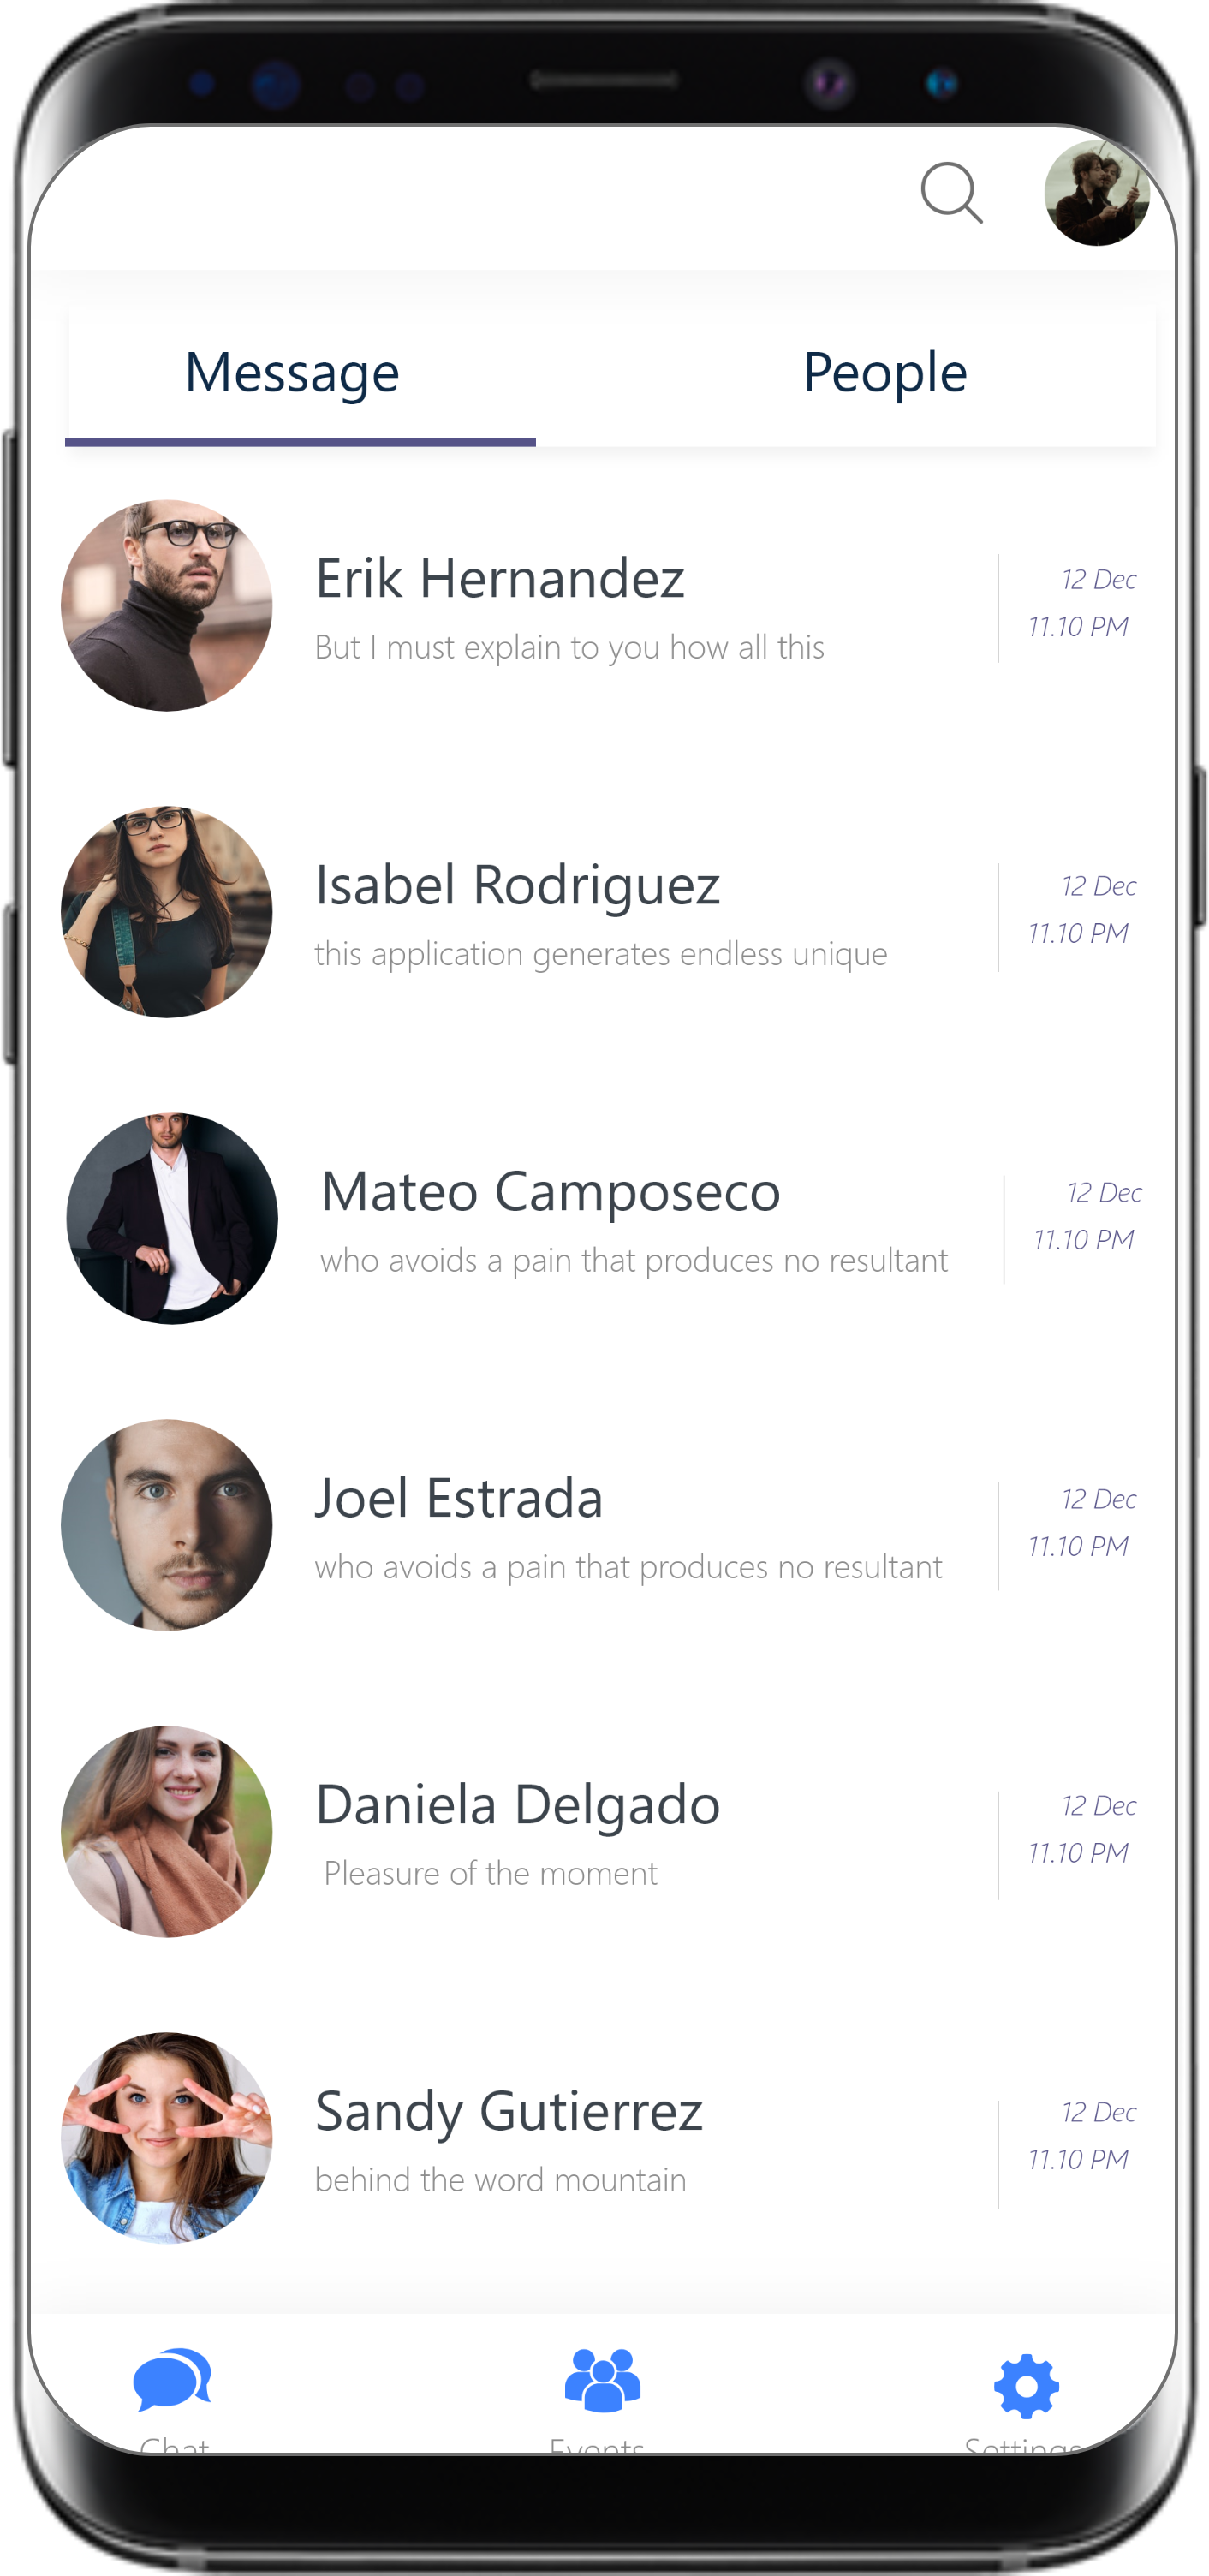 Message
People
Erik Hernandez
12 Dec
But I must explain to you how all this
11.10 PM
Isabel Rodriguez
12 Dec
this application generates endless unique
11.10 PM
Mateo Camposeco
12 Dec
who avoids a pain that produces no resultant
11.10 PM
Joel Estrada
12 Dec
who avoids a pain that produces no resultant
11.10 PM
Daniela Delgado
12 Dec
Pleasure of the moment
11.10 PM
Sandy Gutierrez
12 Dec
behind the word mountain
11.10 PM
Chat
Events
Settings